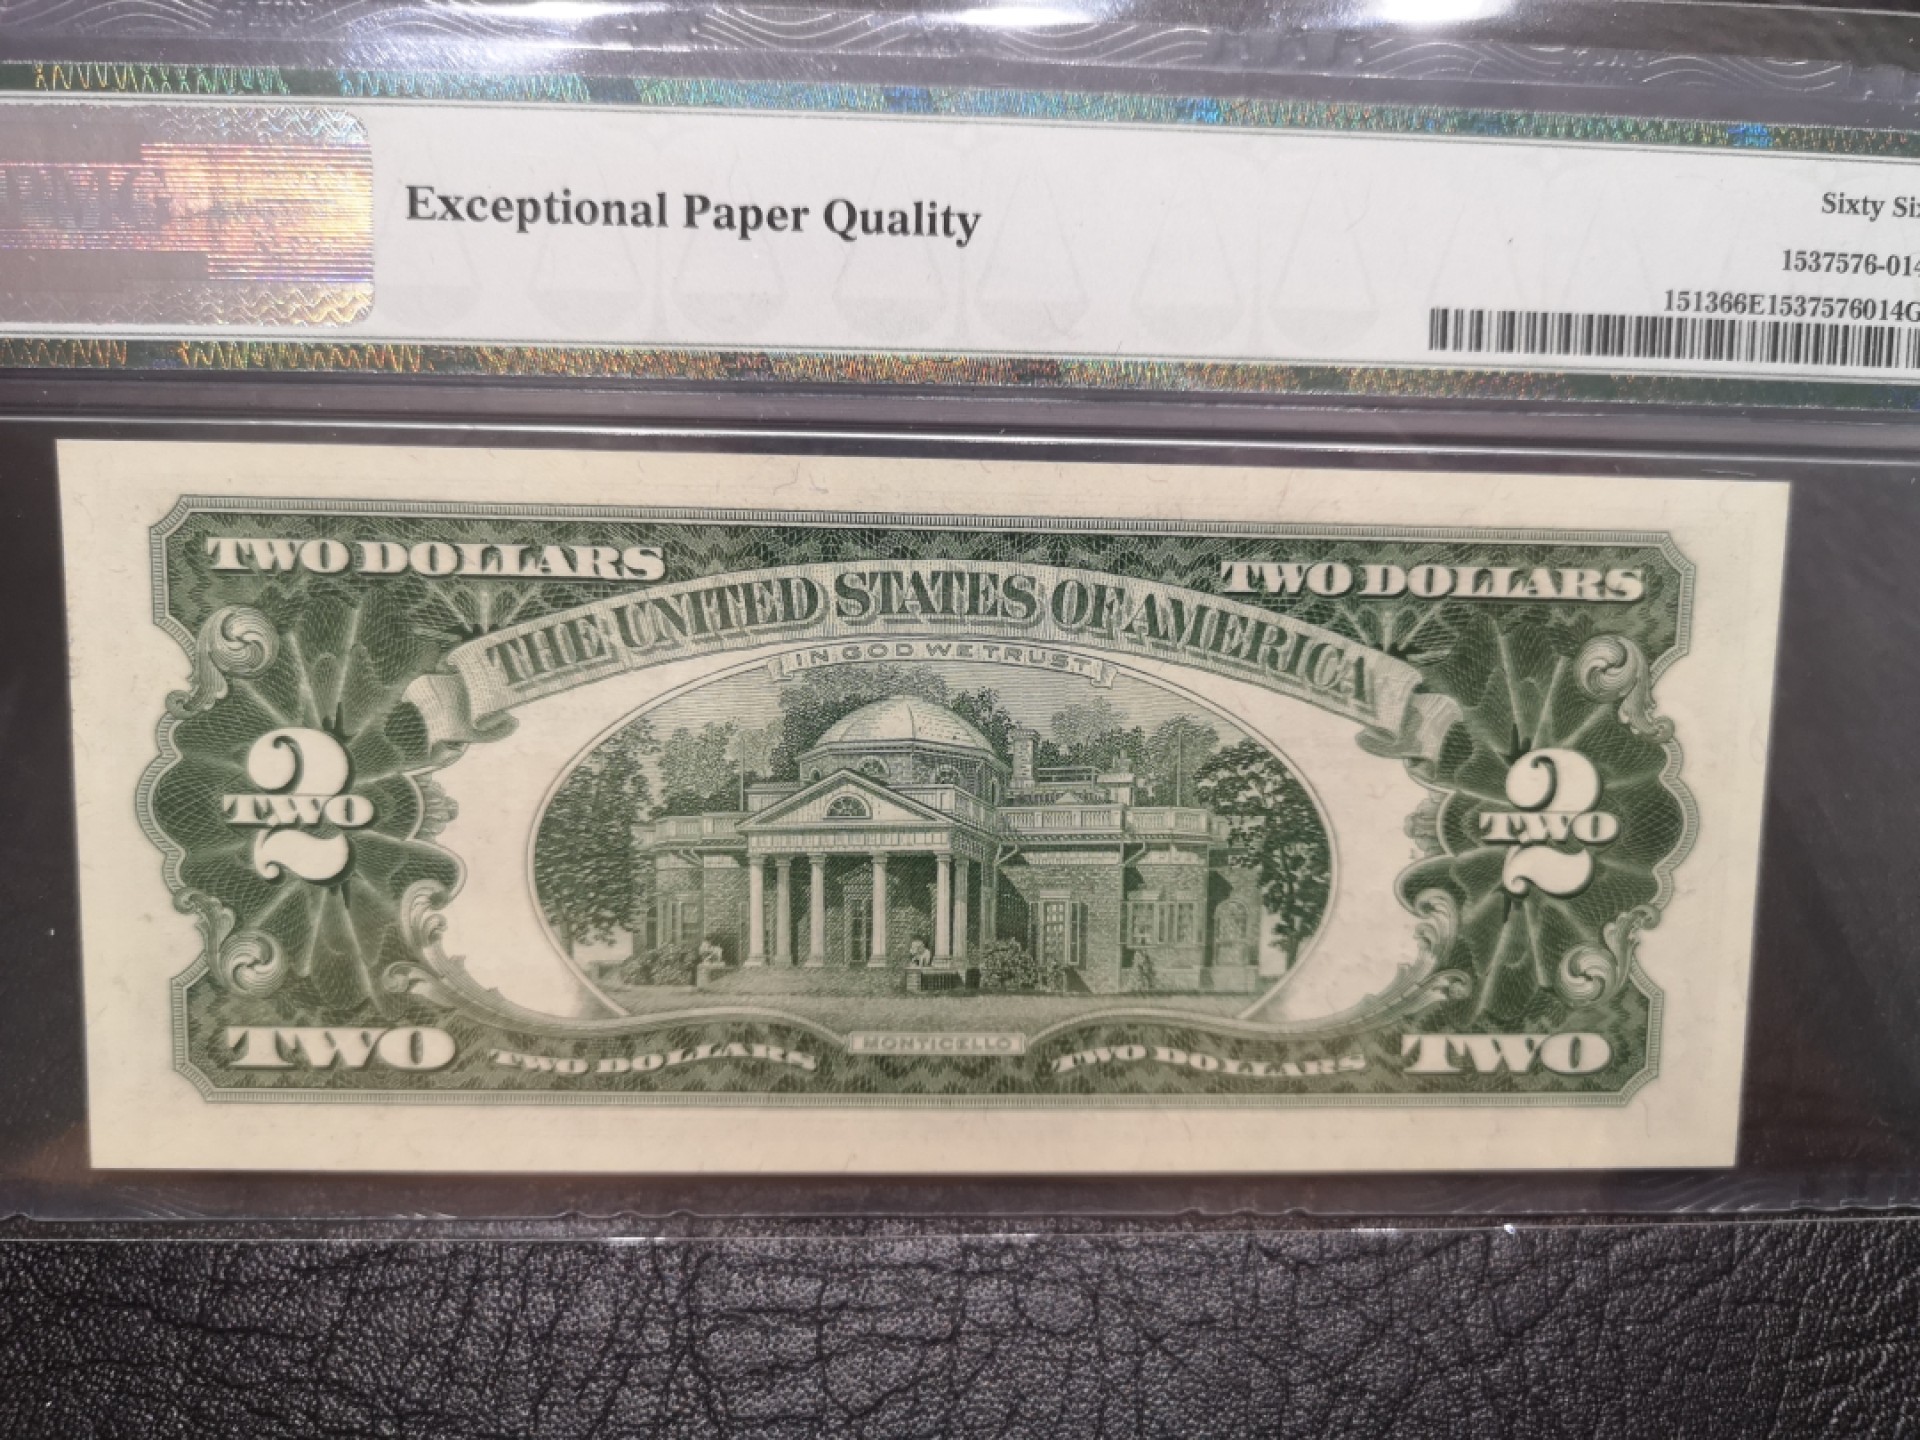 PMG
Exceptional Paper Quality
Sixty Six
1537576-014
151366E1537576014G
TWO DOLLARS
TWO DOLLARS
THE UNITED STATES OF AMERICA
IN GOD WE TRUST
2
TWO
2
TWO
MONTICELLO
TWO
TWO DOLLARS
TWO DOLLARS
TWO